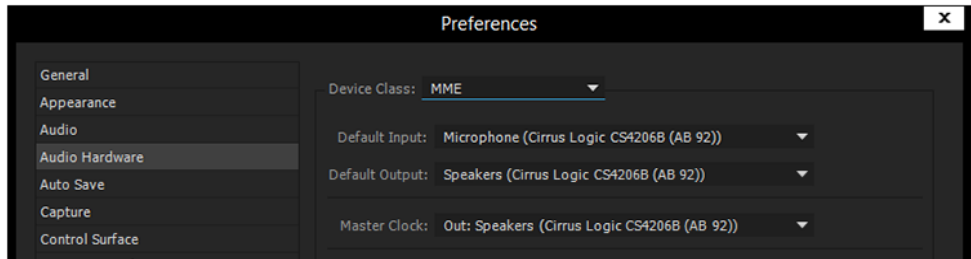 Preferences
x
General
Appearance
Audio
Audio Hardware
Auto Save
Capture
Control Surface
Device Class: MME
Default Input: Microphone (Cirrus Logic CS4206B (AB 92))
Default Output: Speakers (Cirrus Logic CS4206B (AB 92))
Master Clock: Out: Speakers (Cirrus Logic CS4206B (AB 92))